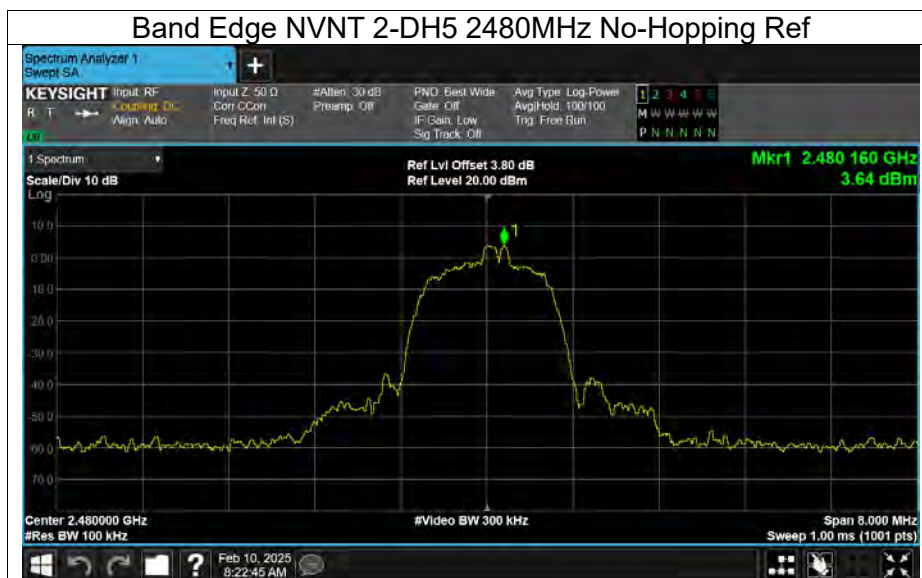 Band Edge NVNT 2-DH5 2480MHz No-Hopping Ref
Spectrum Analyzer 1
Swept SA
+
KEYSIGHT Input: RF
R T Coupling: DC
Align: Auto
Input Z: 50 Ω
Corr CCorr
Freq Ref: Int (S)
#Atten: 30 dB
Preamp: Off
PNO: Best Wide
Gate: Off
IF Gain: Low
Sig Track: Off
Avg Type: Log-Power
Avg|Hold: 100/100
Trig: Free Run
1 2 3 4 5 6
M W W W W W
P N N N N N
1 Spectrum
Scale/Div 10 dB
Log
Ref Lvl Offset 3.80 dB
Ref Level 20.00 dBm
Mkr1 2.480 160 GHz
3.64 dBm
1
10.0
0.00
-10.0
-20.0
-30.0
-40.0
-50.0
-60.0
-70.0
Center 2.480000 GHz
#Res BW 100 kHz
#Video BW 300 kHz
Span 8.000 MHz
Sweep 1.00 ms (1001 pts)
?
Feb 10, 2025
8:22:45 AM